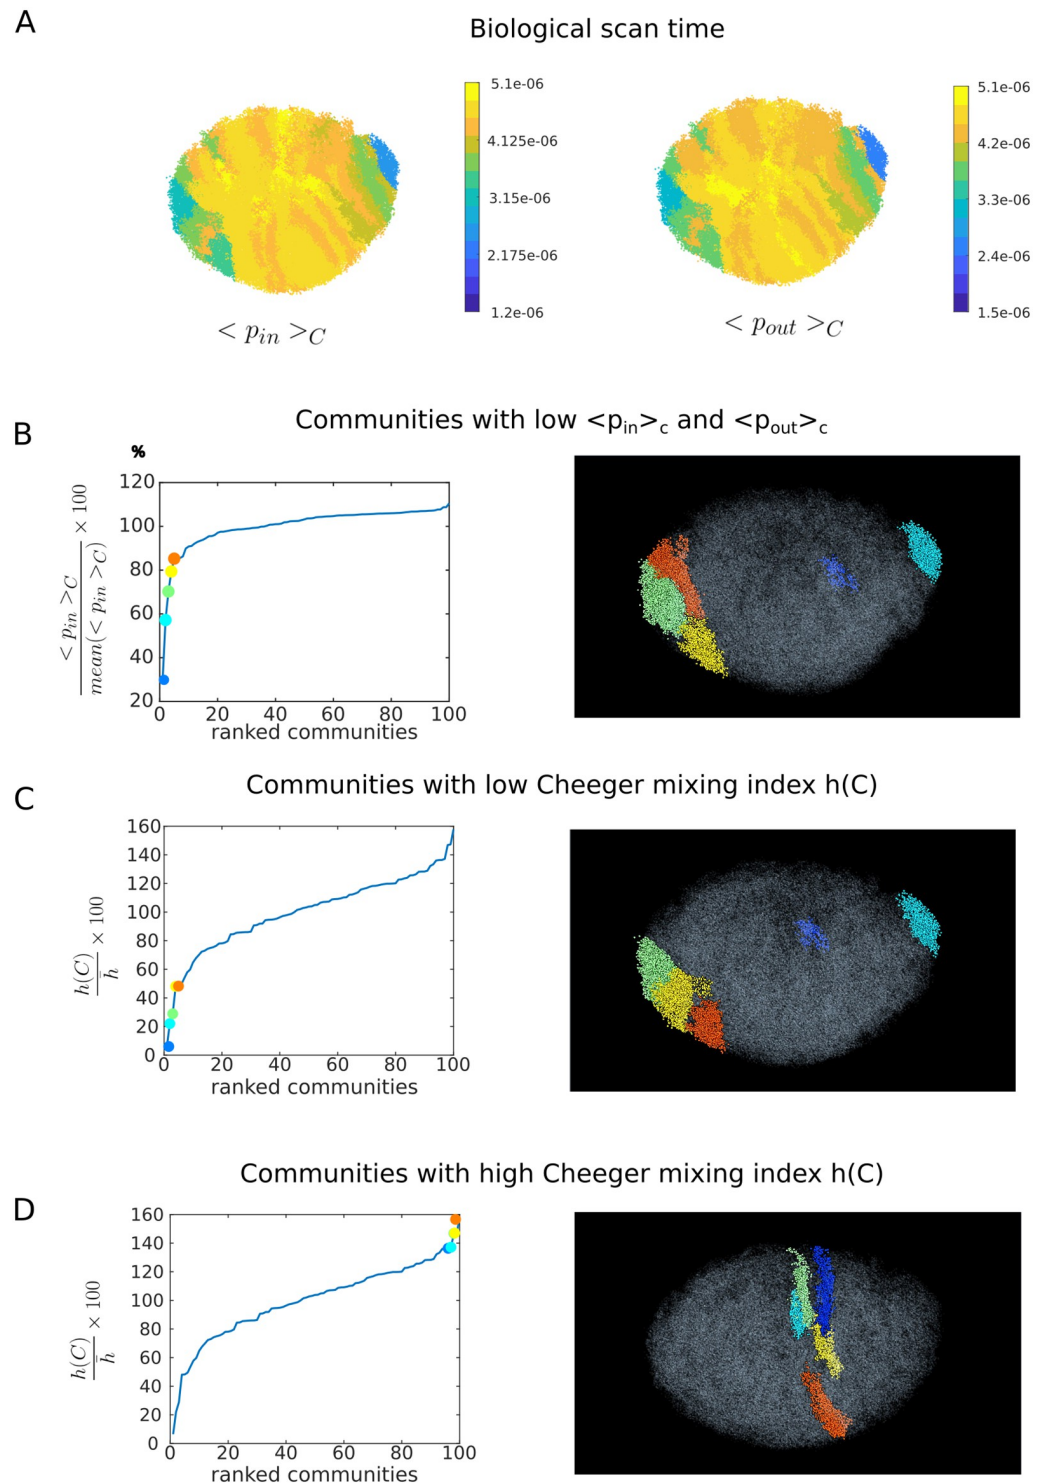 A
Biological scan time
5.1e-06
4.125e-06
3.15e-06
2.175e-06
1.2e-06
< p_in >_C
5.1e-06
4.2e-06
3.3e-06
2.4e-06
1.5e-06
< p_out >_C
B
Communities with low <p_in>_c and <p_out>_c
%
< p_in >_C / mean(< p_in >_C) × 100
120
100
80
60
40
20
0 20 40 60 80 100
ranked communities
C
Communities with low Cheeger mixing index h(C)
h(C) / h̄ × 100
160
140
120
100
80
60
40
20
0
0 20 40 60 80 100
ranked communities
D
Communities with high Cheeger mixing index h(C)
h(C) / h̄ × 100
160
140
120
100
80
60
40
20
0
0 20 40 60 80 100
ranked communities